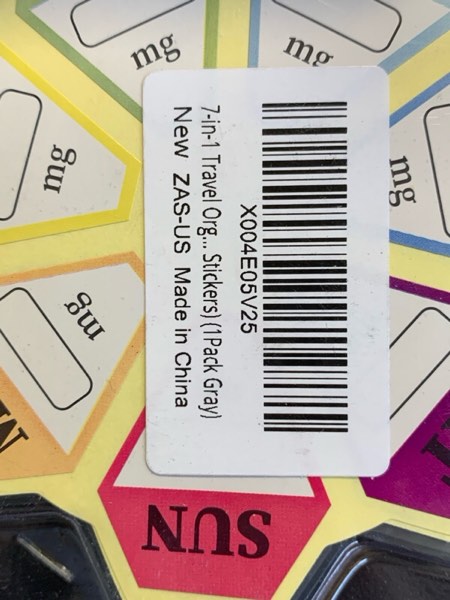 mg
mg
mg
mg
mg
X004E05V25
7-in-1 Travel Org... Stickers) (1Pack Gray)
New ZAS-US Made in China
SUN